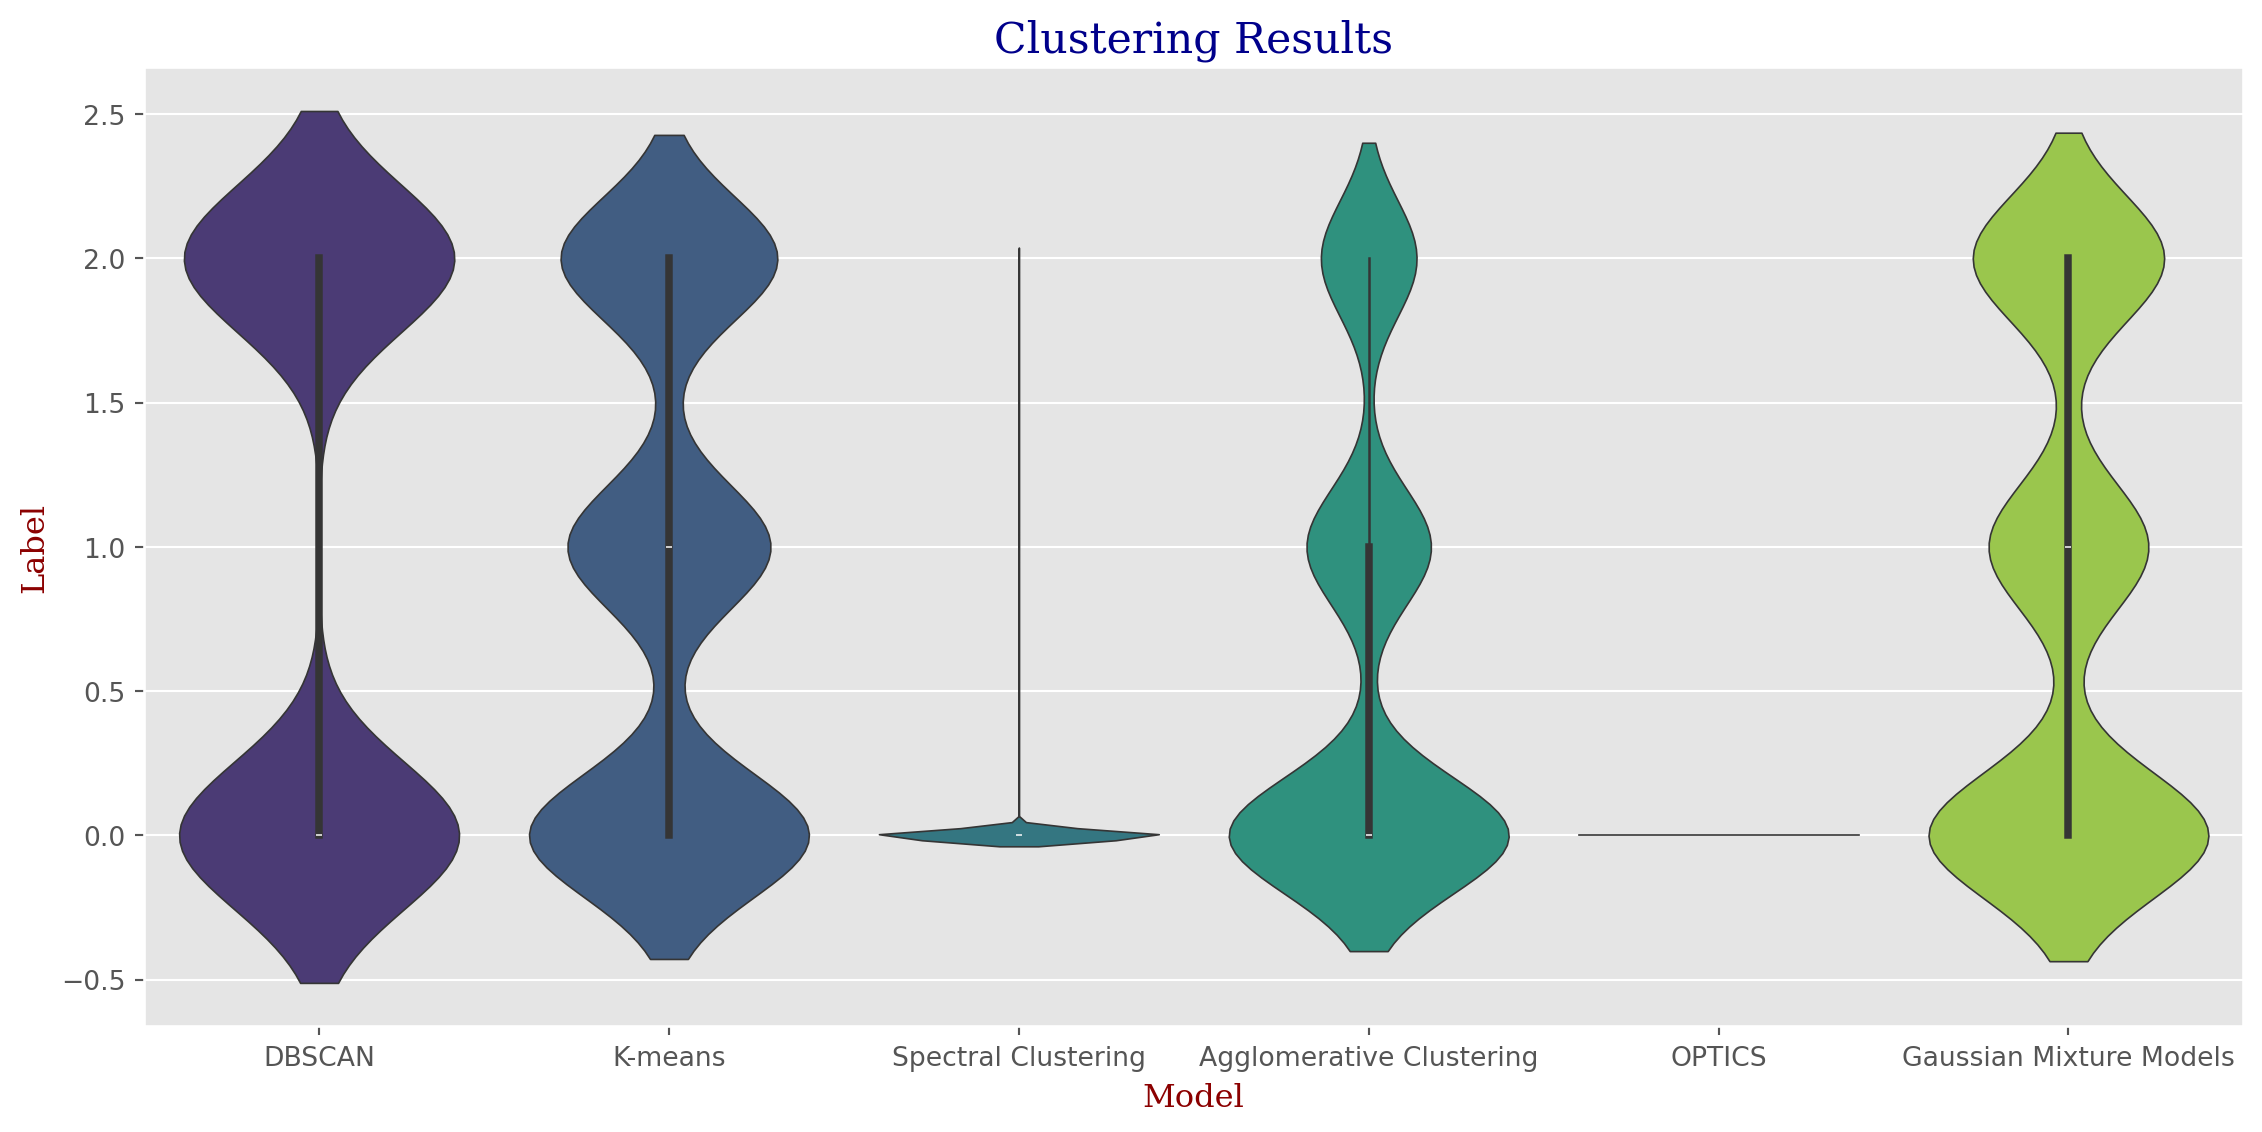 Clustering Results
2.5
2.0
1.5
1.0
0.5
0.0
−0.5
Label
DBSCAN
K-means
Spectral Clustering
Agglomerative Clustering
OPTICS
Gaussian Mixture Models
Model